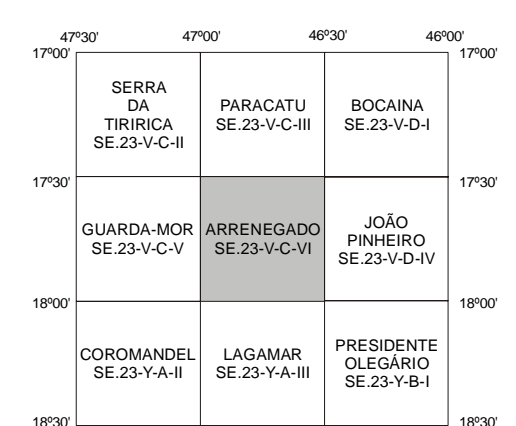 47º30' 47º00' 46º30' 46º00'
17º00' 17º00'
SERRA
DA
TIRIRICA
SE.23-V-C-II
PARACATU
SE.23-V-C-III
BOCAINA
SE.23-V-D-I
17º30' 17º30'
GUARDA-MOR
SE.23-V-C-V
ARRENEGADO
SE.23-V-C-VI
JOÃO
PINHEIRO
SE.23-V-D-IV
18º00' 18º00'
COROMANDEL
SE.23-Y-A-II
LAGAMAR
SE.23-Y-A-III
PRESIDENTE
OLEGÁRIO
SE.23-Y-B-I
18º30' 18º30'